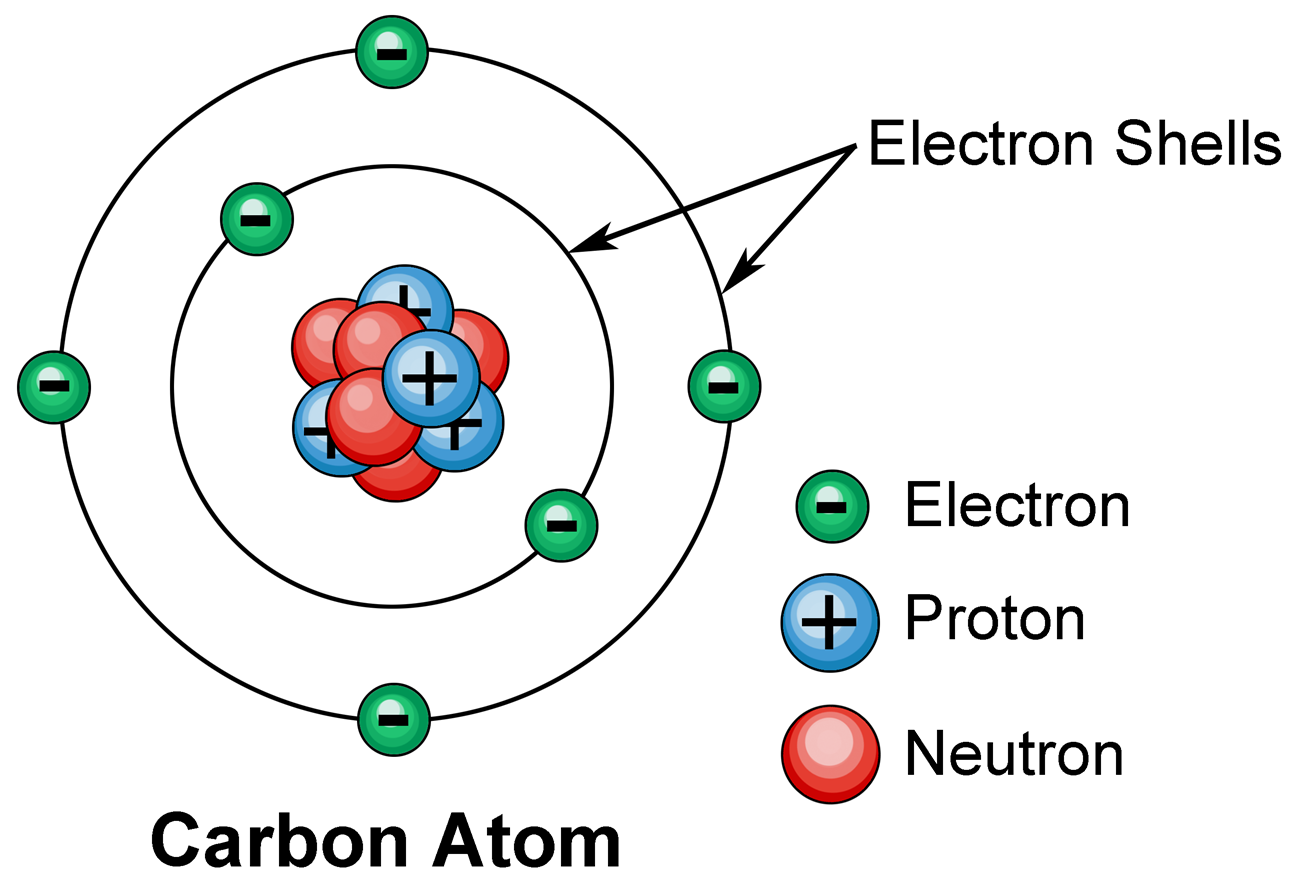 Electron Shells
Electron
Proton
Neutron
Carbon Atom